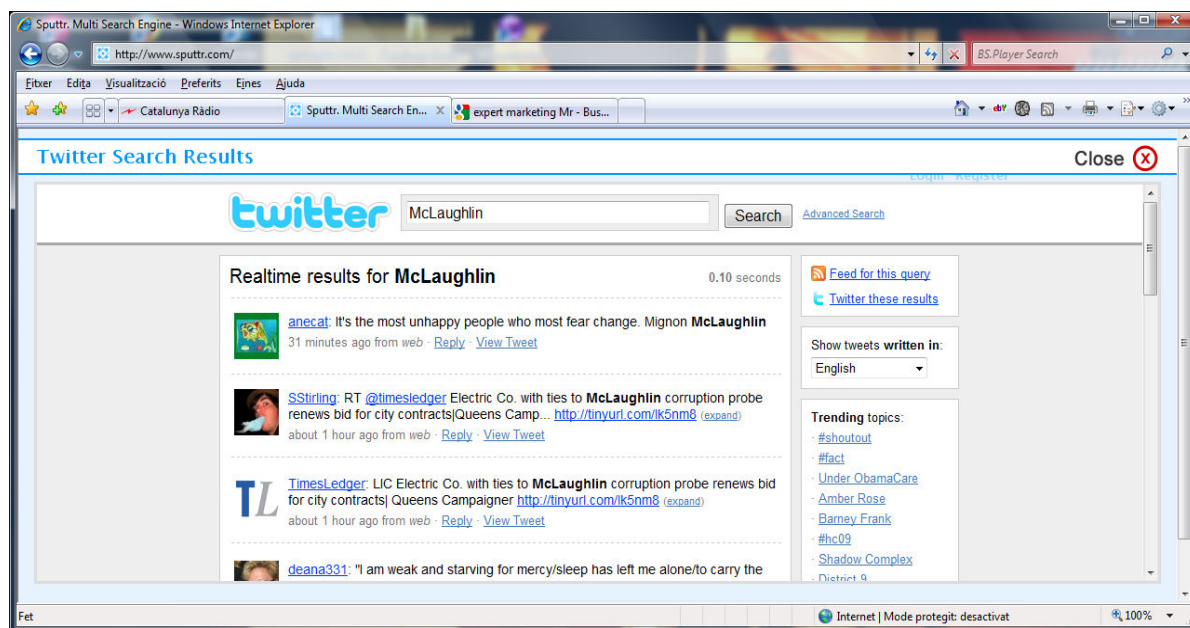 Sputtr. Multi Search Engine - Windows Internet Explorer
http://www.sputtr.com/
BS.Player Search
Fitxer Edita Visualització Preferits Eines Ajuda
Catalunya Ràdio
Sputtr. Multi Search En...
expert marketing Mr - Bus...
Twitter Search Results
Close X
Login Register
twitter
McLaughlin
Search
Advanced Search
Realtime results for McLaughlin
0.10 seconds
anecat: It's the most unhappy people who most fear change. Mignon McLaughlin
31 minutes ago from web · Reply · View Tweet
SStirling: RT @timesledger Electric Co. with ties to McLaughlin corruption probe
renews bid for city contracts|Queens Camp... http://tinyurl.com/lk5nm8 (expand)
about 1 hour ago from web · Reply · View Tweet
TL
TimesLedger: LIC Electric Co. with ties to McLaughlin corruption probe renews bid
for city contracts| Queens Campaigner http://tinyurl.com/lk5nm8 (expand)
about 1 hour ago from web · Reply · View Tweet
deana331: "I am weak and starving for mercy/sleep has left me alone/to carry the
Feed for this query
Twitter these results
Show tweets written in:
English
Trending topics:
· #shoutout
· #fact
· Under ObamaCare
· Amber Rose
· Barney Frank
· #hc09
· Shadow Complex
· District 9
Fet
Internet | Mode protegit: desactivat
100%